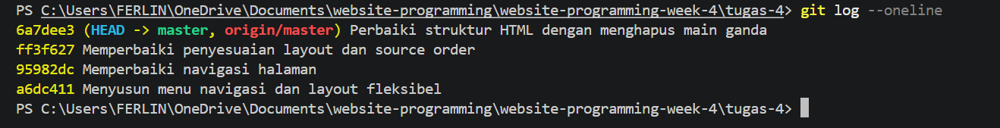 PS C:\Users\FERLIN\OneDrive\Documents\website-programming\website-programming-week-4\tugas-4> git log --oneline
6a7dee3 (HEAD -> master, origin/master) Perbaiki struktur HTML dengan menghapus main ganda
ff3f627 Memperbaiki penyesuaian layout dan source order
95982dc Memperbaiki navigasi halaman
a6dc411 Menyusun menu navigasi dan layout fleksibel
PS C:\Users\FERLIN\OneDrive\Documents\website-programming\website-programming-week-4\tugas-4>